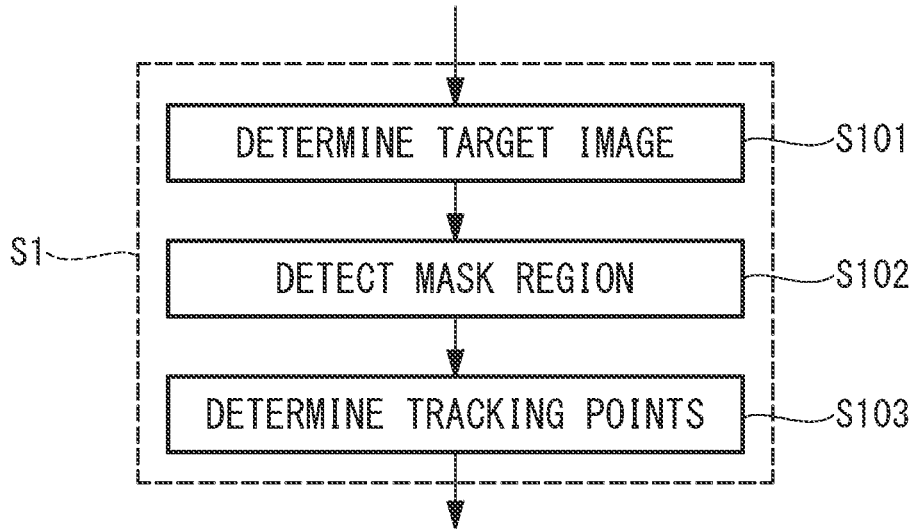 DETERMINE TARGET IMAGE
S101
S1
DETECT MASK REGION
S102
DETERMINE TRACKING POINTS
S103